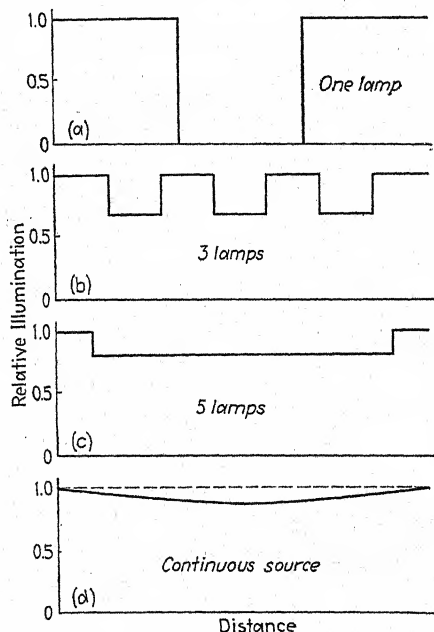 1.0
0.5
One lamp
0
(a)
1.0
0.5
3 lamps
(b)
0
1.0
0.5
5 lamps
(c)
0
1.0
0.5
Continuous source
(d)
0
Relative Illumination
Distance